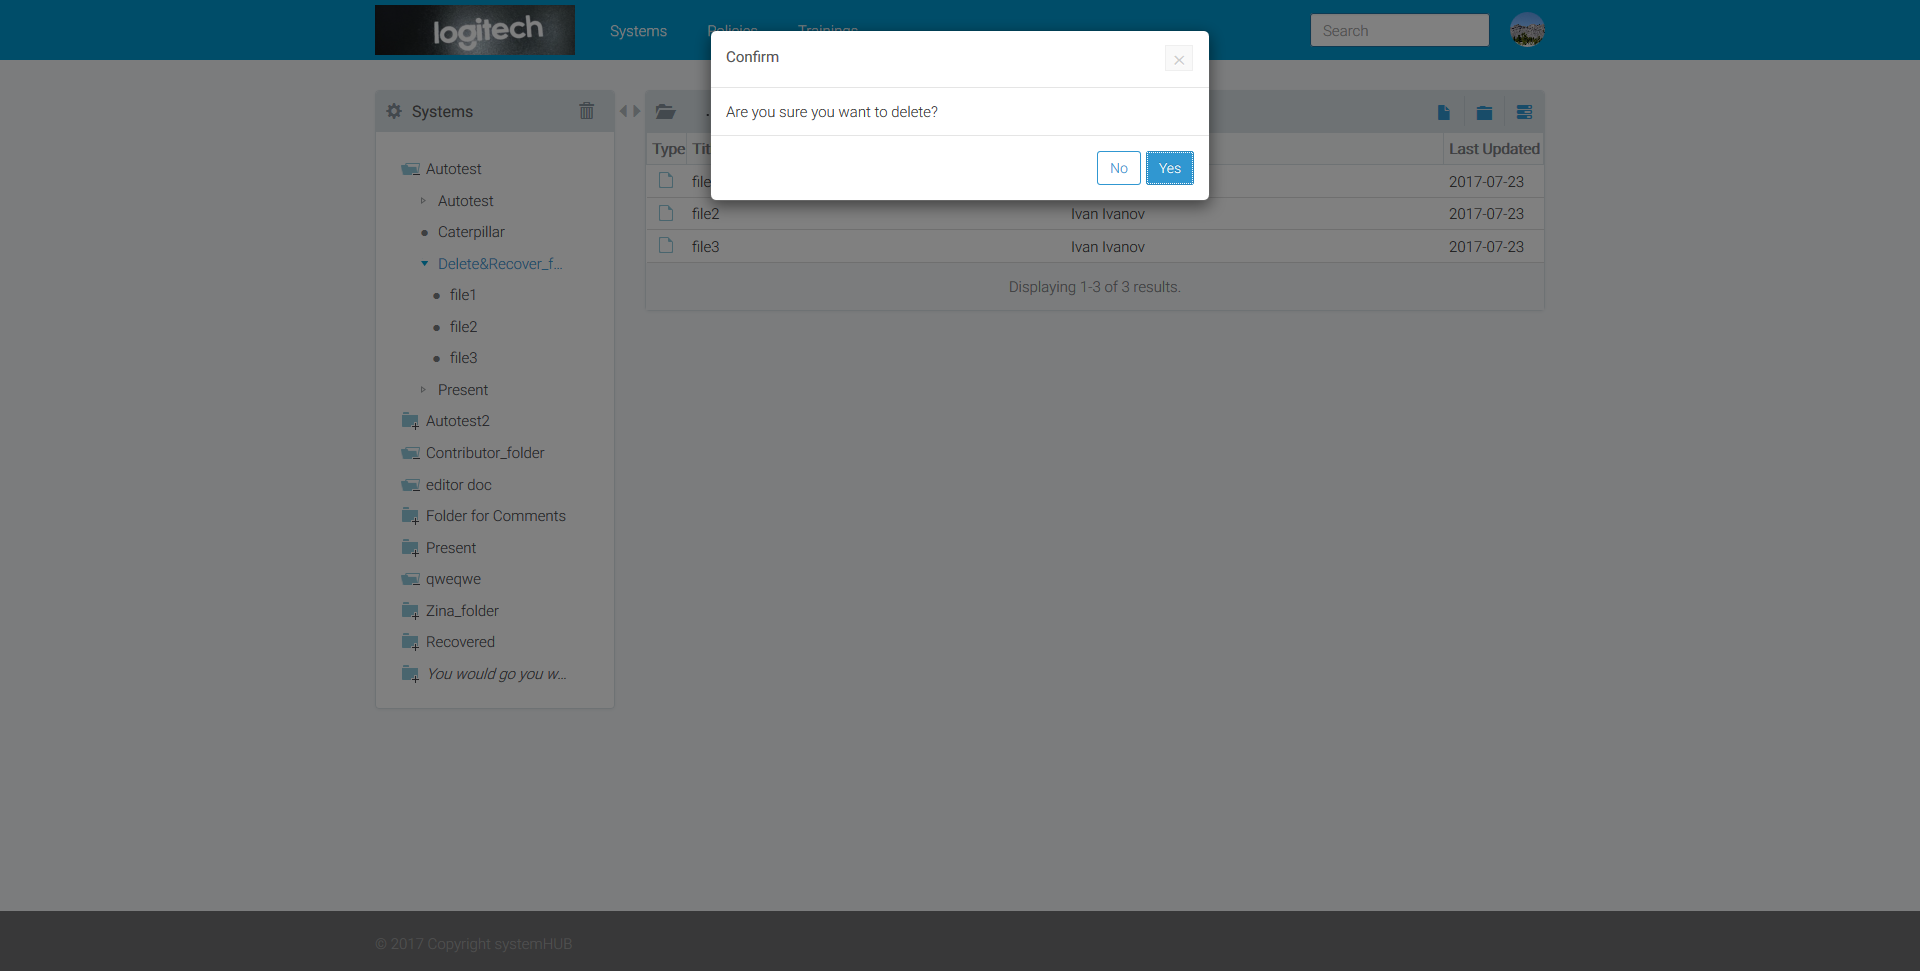 logitech
Systems Policies Trainings
Search
Confirm
Are you sure you want to delete?
No Yes
Systems
Autotest
Autotest
Caterpillar
Delete&Recover_f...
file1
file2
file3
Present
Autotest2
Contributor_folder
editor doc
Folder for Comments
Present
qweqwe
Zina_folder
Recovered
You would go you w...
Type Tit Last Updated
file 2017-07-23
file2 Ivan Ivanov 2017-07-23
file3 Ivan Ivanov 2017-07-23
Displaying 1-3 of 3 results.
© 2017 Copyright systemHUB